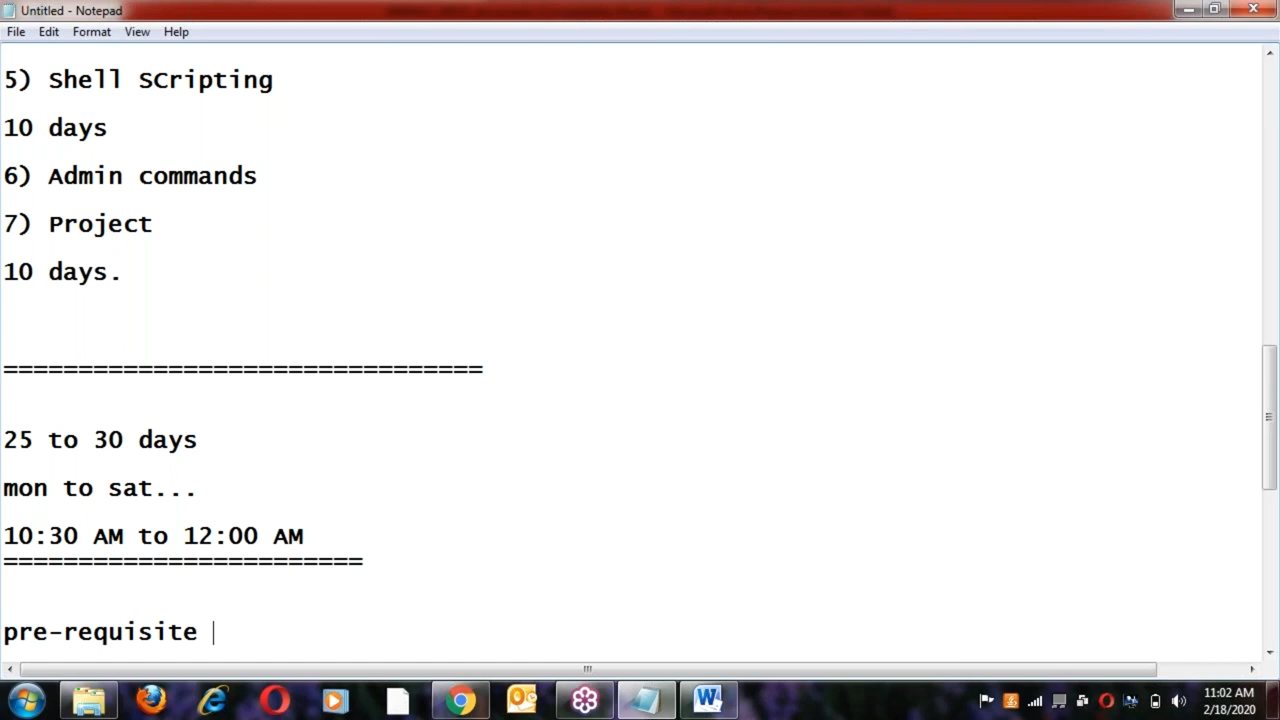 Untitled - Notepad
File Edit Format View Help
5) Shell SCripting
10 days
6) Admin commands
7) Project
10 days.
================================
25 to 30 days
mon to sat...
10:30 AM to 12:00 AM
========================
pre-requisite
11:02 AM
2/18/2020